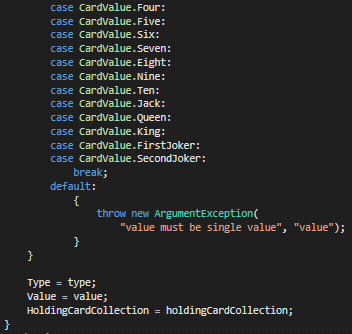 case CardValue.Four:
case CardValue.Five:
case CardValue.Six:
case CardValue.Seven:
case CardValue.Eight:
case CardValue.Nine:
case CardValue.Ten:
case CardValue.Jack:
case CardValue.Queen:
case CardValue.King:
case CardValue.FirstJoker:
case CardValue.SecondJoker:
break;
default:
{
throw new ArgumentException(
"value must be single value", "value");
}
}
Type = type;
Value = value;
HoldingCardCollection = holdingCardCollection;
}